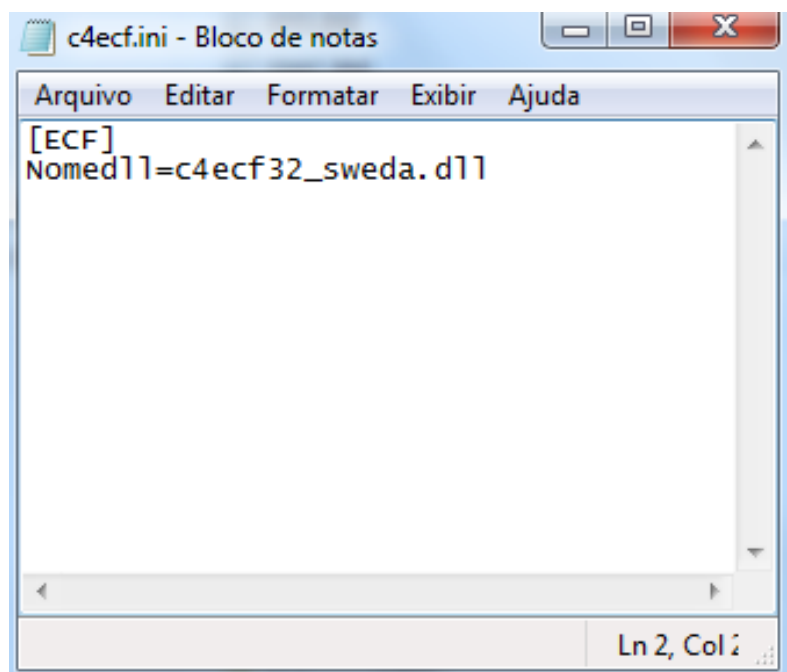 c4ecf.ini - Bloco de notas
Arquivo Editar Formatar Exibir Ajuda
[ECF]
Nomedll=c4ecf32_sweda.dll
Ln 2, Col